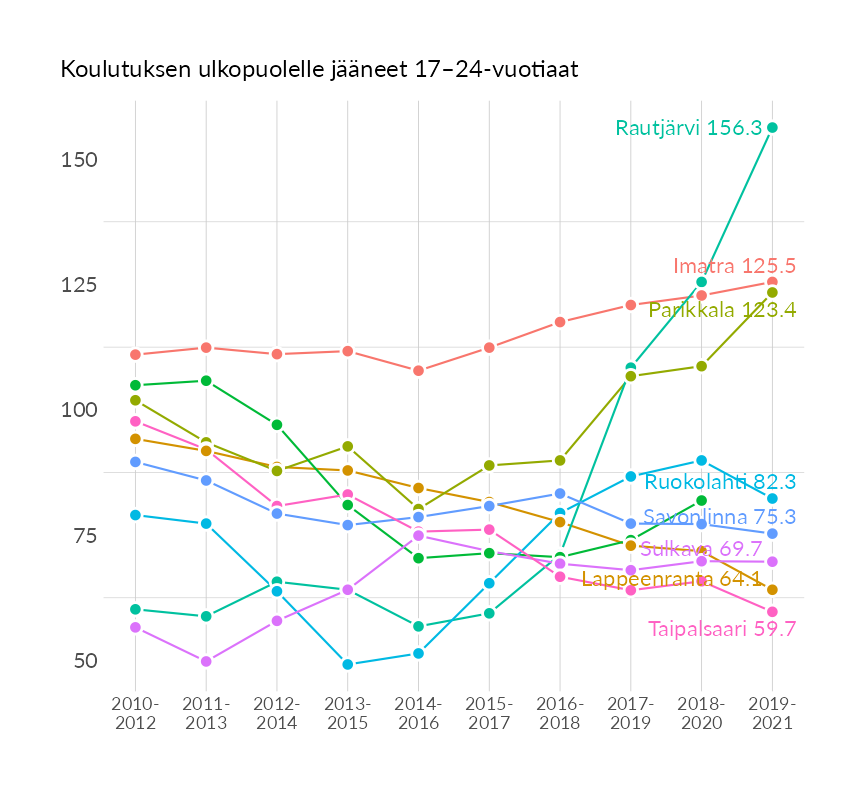 Koulutuksen ulkopuolelle jääneet 17–24-vuotiaat
Rautjärvi 156.3
150
Imatra 125.5
125
Parikkala 123.4
100
Ruokolahti 82.3
Savonlinna 75.3
75
Sulkava 69.7
Lappeenranta 64.1
Taipalsaari 59.7
50
2010- 2011- 2012- 2013- 2014- 2015- 2016- 2017- 2018- 2019-
2012 2013 2014 2015 2016 2017 2018 2019 2020 2021